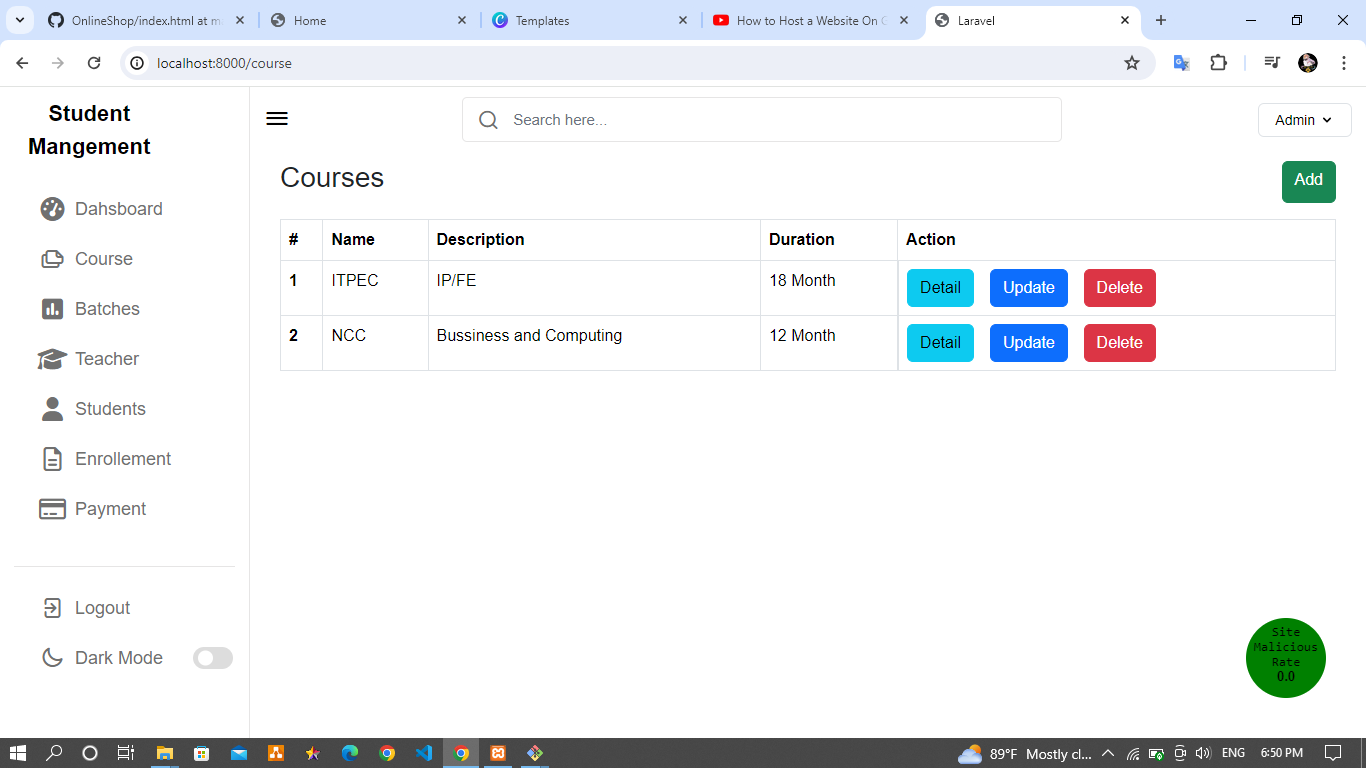 OnlineShop/index.html at ma
Home
Templates
How to Host a Website On C
Laravel
localhost:8000/course
Student
Mangement
Search here...
Admin
Dahsboard
Course
Batches
Teacher
Students
Enrollement
Payment
Logout
Dark Mode
Courses
Add
# Name Description Duration Action
1 ITPEC IP/FE 18 Month Detail Update Delete
2 NCC Bussiness and Computing 12 Month Detail Update Delete
Site
Malicious
Rate
0.0
89°F Mostly cl... ENG 6:50 PM